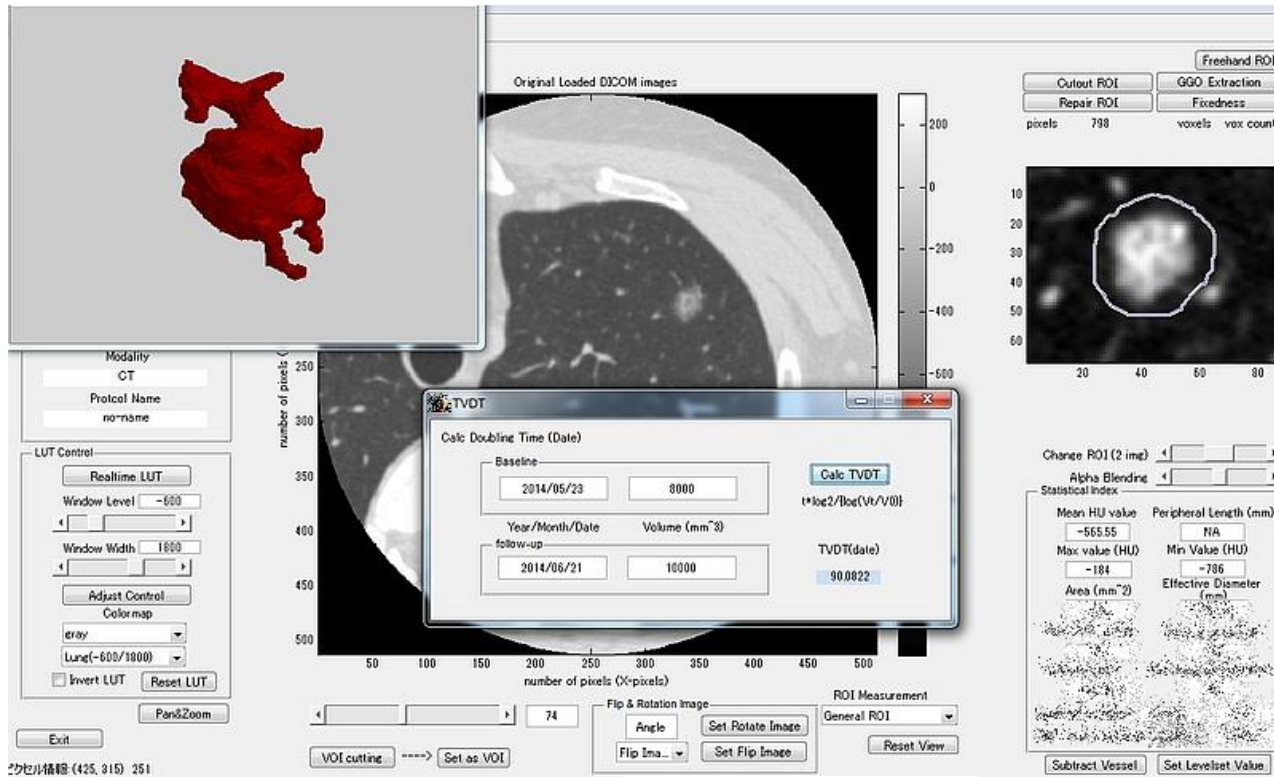 Original Loaded DICOM images
Freehand ROI
Cutout ROI
GGO Extraction
Repair ROI
Fixedness
pixels 798
voxels vox count
200
0
-200
-400
-600
10
20
30
40
50
60
20 40 60 80
Modality
CT
Protcol Name
no-name
LUT Control
Realtime LUT
Window Level -600
Window Width 1800
Adjust Control
Colormap
gray
Lung(-600/1800)
Invert LUT
Reset LUT
Pan&Zoom
Exit
number of pixels (
250
300
350
400
450
500
50 100 150 200 250 300 350 400 450 500
number of pixels (X-pixels)
TVDT
Calc Doubling Time (Date)
Baseline
2014/05/23
8000
Calc TVDT
t*log2/{log(Vt/V0)}
Year/Month/Date
Volume (mm^3)
follow-up
2014/06/21
10000
TVDT(date)
90.0822
Change ROI(2 img)
Alpha Blending
Statistical Index
Mean HU value
Peripheral Length (mm)
-565.55
NA
Max value (HU)
Min Value (HU)
-184
-786
Area (mm^2)
Effective Diameter
(mm)
74
VOI cutting
---->
Set as VOI
Flip & Rotation Image
Angle
Set Rotate Image
Flip Ima...
Set Flip Image
ROI Measurement
General ROI
Reset View
Subtract Vessel
Set Levelset Value
ピクセル情報: (425, 315) 251